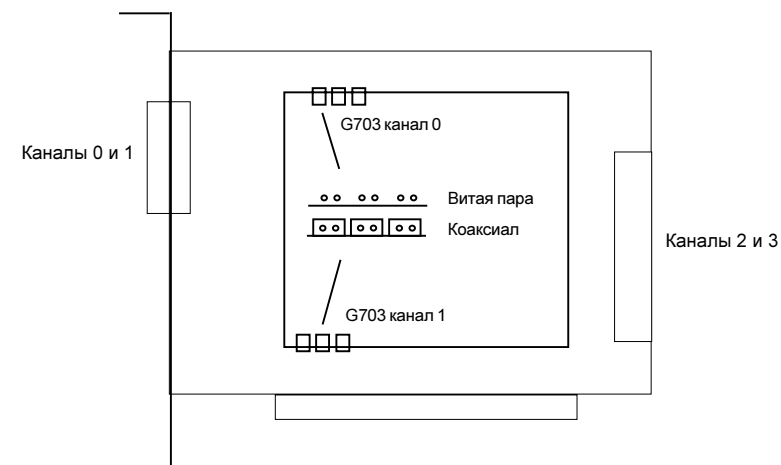 G703 канал 0
Каналы 0 и 1
Витая пара
Коаксиал
Каналы 2 и 3
G703 канал 1